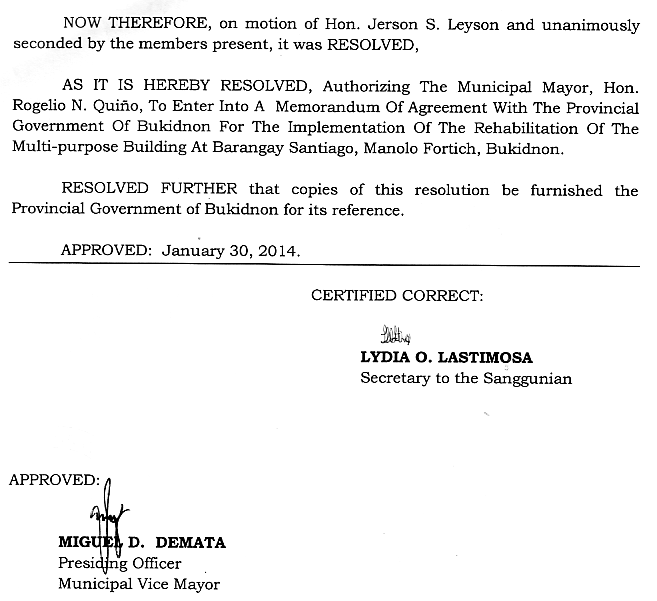 NOW THEREFORE, on motion of Hon. Jerson S. Leyson and unanimously
seconded by the members present, it was RESOLVED,
AS IT IS HEREBY RESOLVED, Authorizing The Municipal Mayor, Hon.
Rogelio N. Quiño, To Enter Into A Memorandum Of Agreement With The Provincial
Government Of Bukidnon For The Implementation Of The Rehabilitation Of The
Multi-purpose Building At Barangay Santiago, Manolo Fortich, Bukidnon.
RESOLVED FURTHER that copies of this resolution be furnished the
Provincial Government of Bukidnon for its reference.
APPROVED: January 30, 2014.
CERTIFIED CORRECT:
LYDIA O. LASTIMOSA
Secretary to the Sanggunian
APPROVED:
MIGUEL D. DEMATA
Presiding Officer
Municipal Vice Mayor